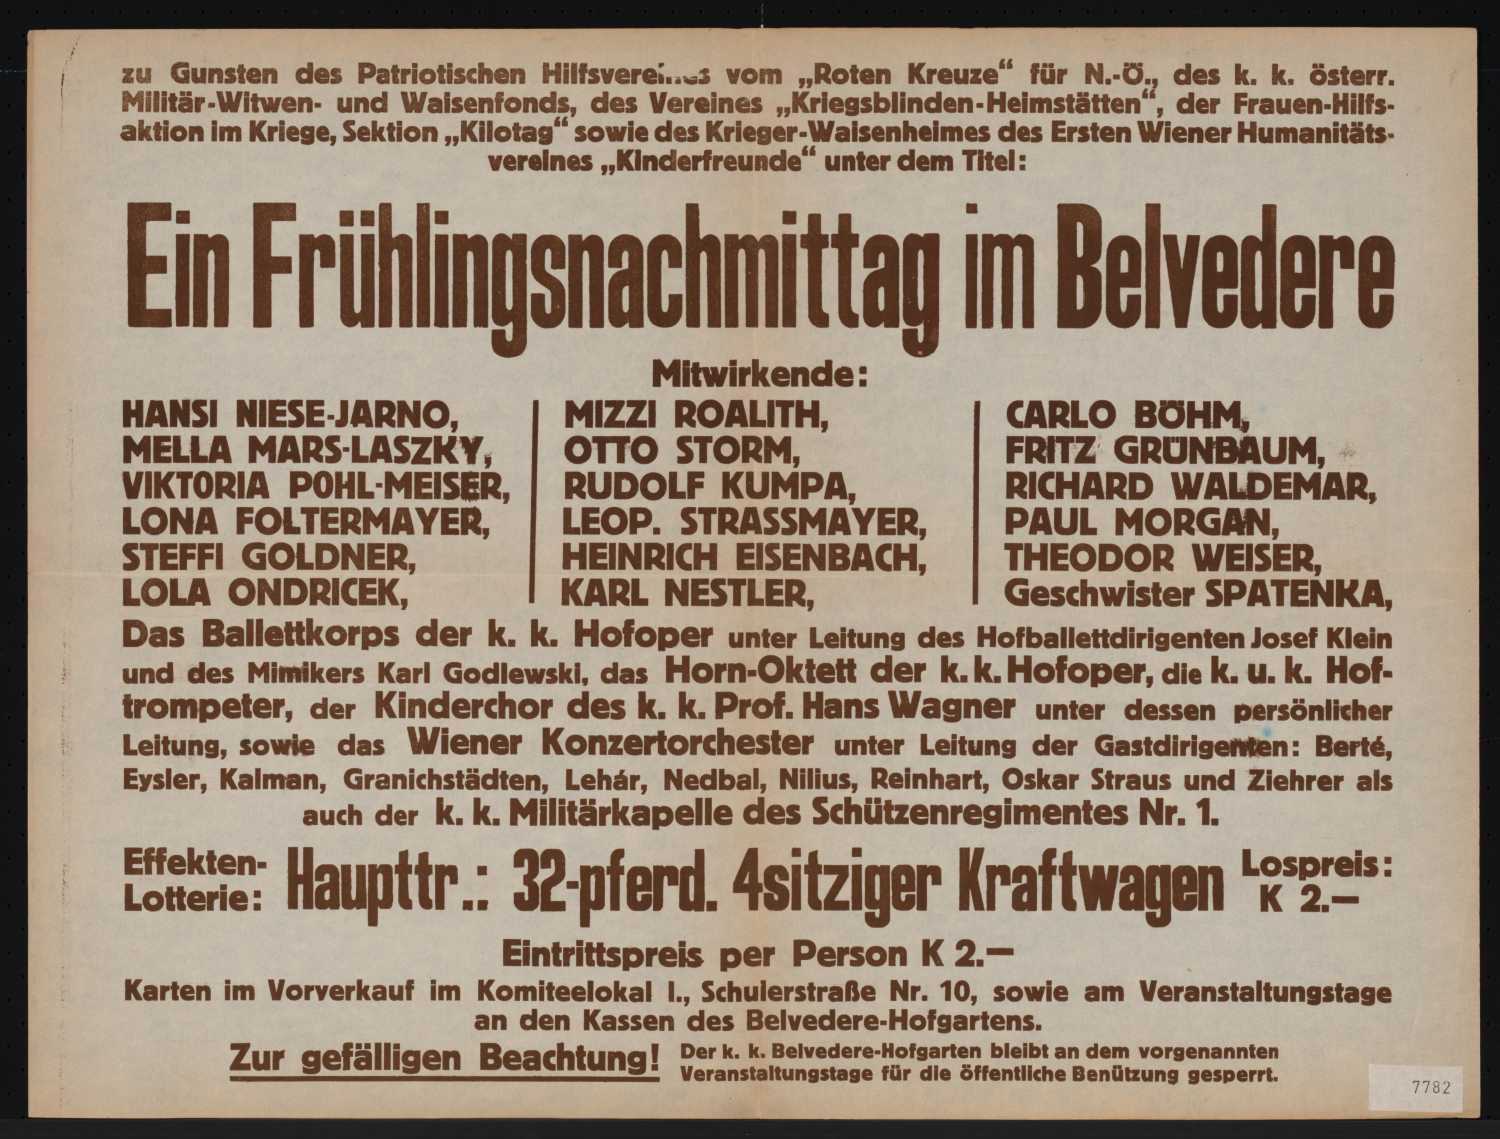 zu Gunsten des Patriotischen Hilfsvereines vom „Roten Kreuze“ für N.-Ö., des k. k. österr.
Militär-Witwen- und Waisenfonds, des Vereines „Kriegsblinden-Heimstätten“, der Frauen-Hilfs-
aktion im Kriege, Sektion „Kilotag“ sowie des Krieger-Waisenheimes des Ersten Wiener Humanitäts-
vereines „Kinderfreunde“ unter dem Titel:
Ein Frühlingsnachmittag im Belvedere
Mitwirkende:
HANSI NIESE-JARNO,
MELLA MARS-LASZKY,
VIKTORIA POHL-MEISER,
LONA FOLTERMAYER,
STEFFI GOLDNER,
LOLA ONDRICEK,
MIZZI ROALITH,
OTTO STORM,
RUDOLF KUMPA,
LEOP. STRASSMAYER,
HEINRICH EISENBACH,
KARL NESTLER,
CARLO BÖHM,
FRITZ GRÜNBAUM,
RICHARD WALDEMAR,
PAUL MORGAN,
THEODOR WEISER,
Geschwister SPATENKA,
Das Ballettkorps der k. k. Hofoper unter Leitung des Hofballettdirigenten Josef Klein
und des Mimikers Karl Godlewski, das Horn-Oktett der k. k. Hofoper, die k. u. k. Hof-
trompeter, der Kinderchor des k. k. Prof. Hans Wagner unter dessen persönlicher
Leitung, sowie das Wiener Konzertorchester unter Leitung der Gastdirigenten: Berté,
Eysler, Kalman, Granichstädten, Lehár, Nedbal, Nilius, Reinhart, Oskar Straus und Ziehrer als
auch der k. k. Militärkapelle des Schützenregimentes Nr. 1.
Effekten-
Lotterie: Haupttr..: 32-pferd. 4sitziger Kraftwagen Lospreis:
K 2.—
Eintrittspreis per Person K 2.—
Karten im Vorverkauf im Komiteelokal I., Schulerstraße Nr. 10, sowie am Veranstaltungstage
an den Kassen des Belvedere-Hofgartens.
Zur gefälligen Beachtung! Der k. k. Belvedere-Hofgarten bleibt an dem vorgenannten
Veranstaltungstage für die öffentliche Benützung gesperrt.
7782